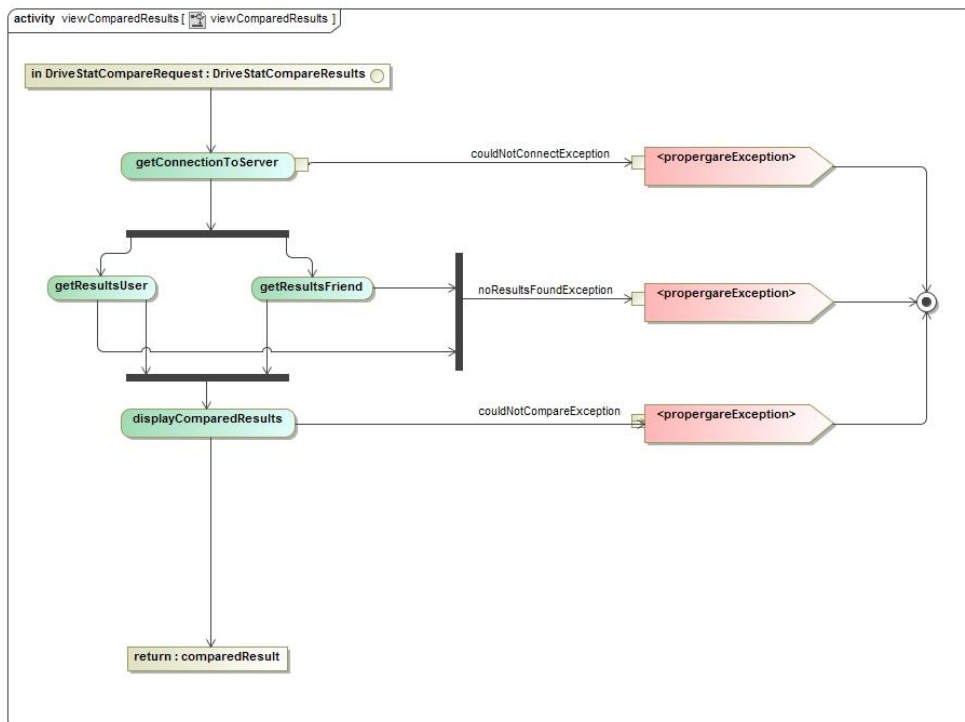 activity viewComparedResults [ viewComparedResults ]
in DriveStatCompareRequest : DriveStatCompareResults
getConnectionToServer
couldNotConnectException
<propergareException>
getResultsUser
getResultsFriend
noResultsFoundException
<propergareException>
displayComparedResults
couldNotCompareException
<propergareException>
return : comparedResult